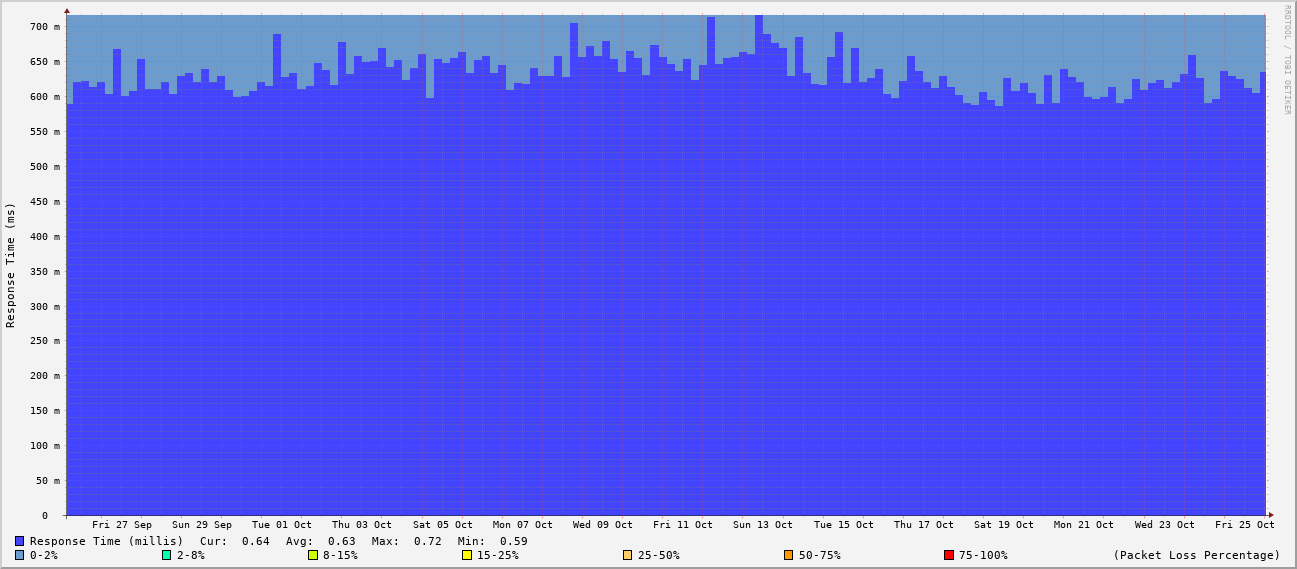 RRDTOOL / TOBI OETIKER
Response Time (ms)
700 m
650 m
600 m
550 m
500 m
450 m
400 m
350 m
300 m
250 m
200 m
150 m
100 m
50 m
0
Fri 27 Sep Sun 29 Sep Tue 01 Oct Thu 03 Oct Sat 05 Oct Mon 07 Oct Wed 09 Oct Fri 11 Oct Sun 13 Oct Tue 15 Oct Thu 17 Oct Sat 19 Oct Mon 21 Oct Wed 23 Oct Fri 25 Oct
Response Time (millis) Cur: 0.64 Avg: 0.63 Max: 0.72 Min: 0.59
0-2% 2-8% 8-15% 15-25% 25-50% 50-75% 75-100% (Packet Loss Percentage)